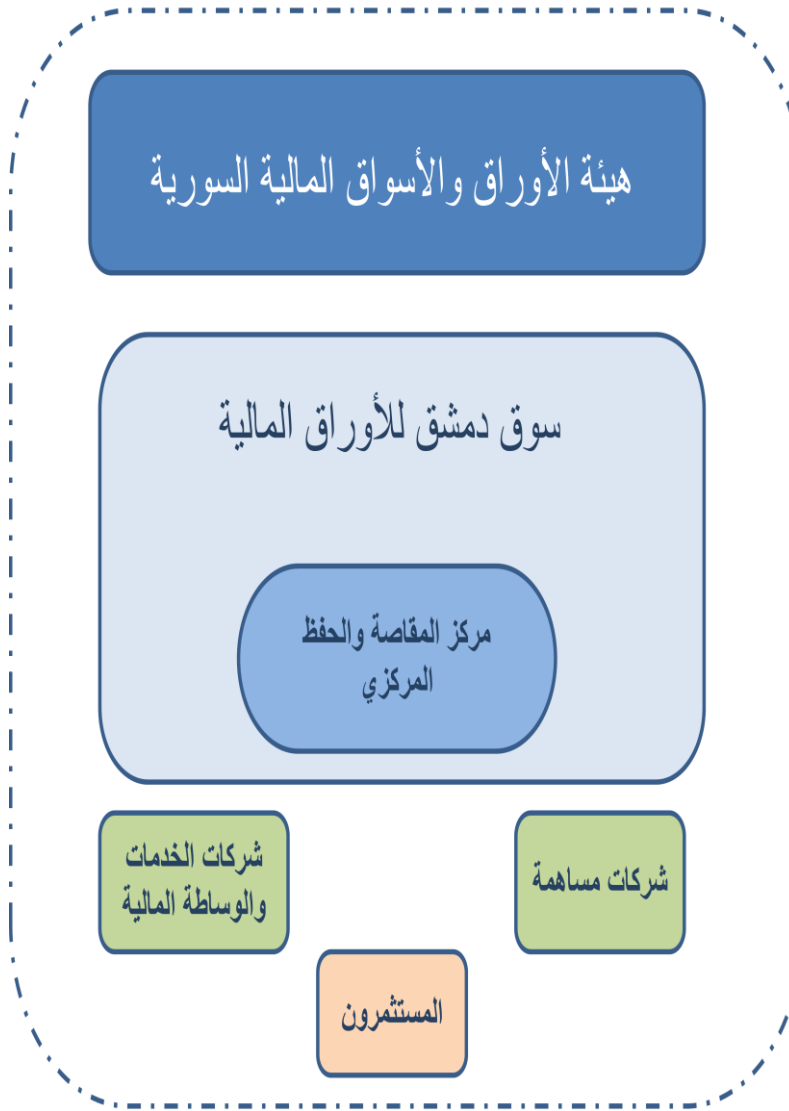 هيئة الأوراق والأسواق المالية السورية
سوق دمشق للأوراق المالية
مركز المقاصة والحفظ
المركزي
شركات مساهمة
شركات الخدمات
والوساطة المالية
المستثمرون